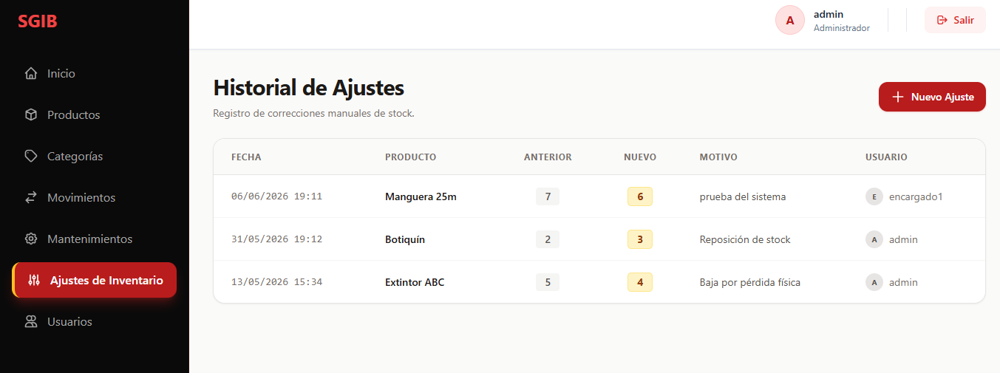 SGIB
A
admin
Administrador
Salir
Inicio
Productos
Categorías
Movimientos
Mantenimientos
Ajustes de Inventario
Usuarios
Historial de Ajustes
Registro de correcciones manuales de stock.
Nuevo Ajuste
FECHA PRODUCTO ANTERIOR NUEVO MOTIVO USUARIO
06/06/2026 19:11 Manguera 25m 7 6 prueba del sistema E encargado1
31/05/2026 19:12 Botiquín 2 3 Reposición de stock A admin
13/05/2026 15:34 Extintor ABC 5 4 Baja por pérdida física A admin